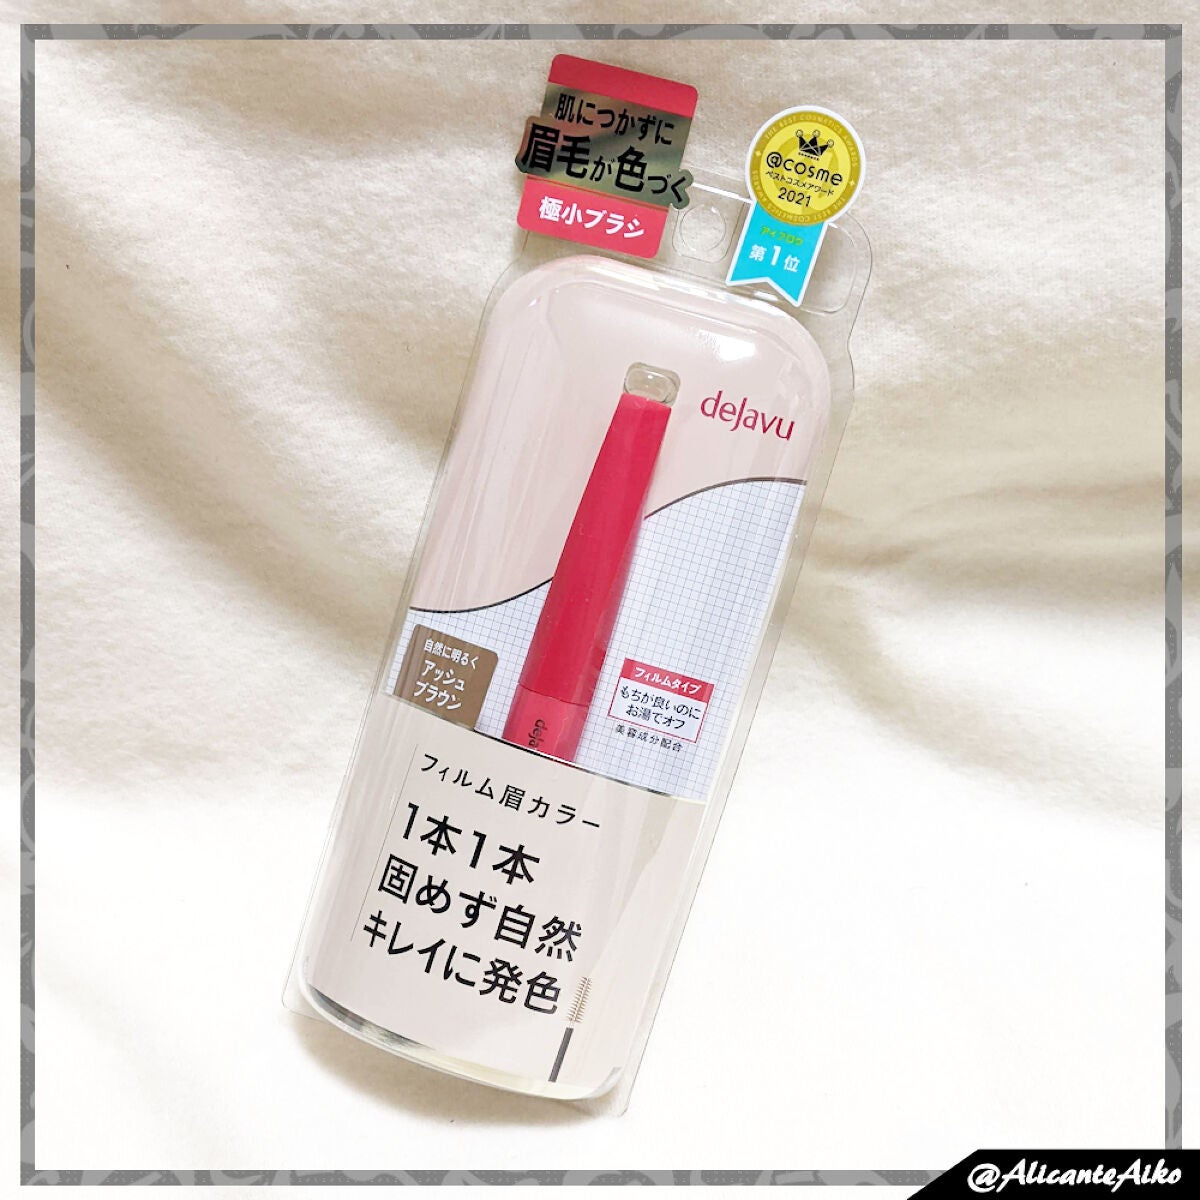 肌につかずに
眉毛が色づく
極小ブラシ
THE BEST COSMETICS AWARDS
@cosme
ベストコスメアワード
2021
アイブロウ
第1位
dejavu
自然に明るく
アッシュ
ブラウン
フィルムタイプ
もちが良いのに
お湯でオフ
美容成分配合
deja
フィルム眉カラー
1本1本
固めず自然
キレイに発色
@AlicanteAiko